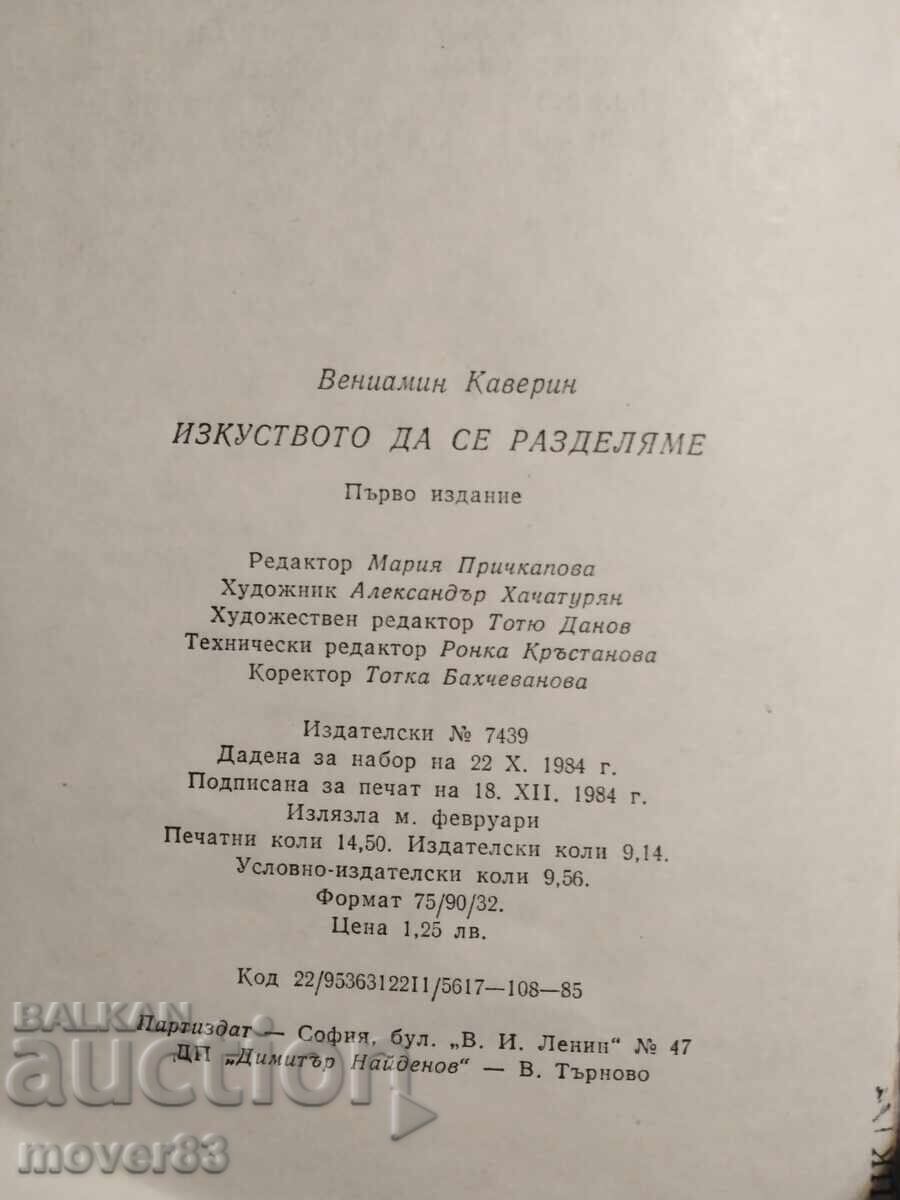 Вениамин Каверин
ИЗКУСТВОТО ДА СЕ РАЗДЕЛЯМЕ
Първо издание
Редактор Мария Причкапова
Художник Александър Хачатурян
Художествен редактор Тотю Данов
Технически редактор Ронка Кръстанова
Коректор Тотка Бахчеванова
Издателски № 7439
Дадена за набор на 22 X. 1984 г.
Подписана за печат на 18. XII. 1984 г.
Излязла м. февруари
Печатни коли 14,50. Издателски коли 9,14.
Условно-издателски коли 9,56.
Формат 75/90/32.
Цена 1,25 лв.
Код 22/9536312211/5617—108—85
Партиздат — София, бул. „В. И. Ленин“ № 47
ДП „Димитър Найденов“ — В. Търново
BALKAN
auction
mover83